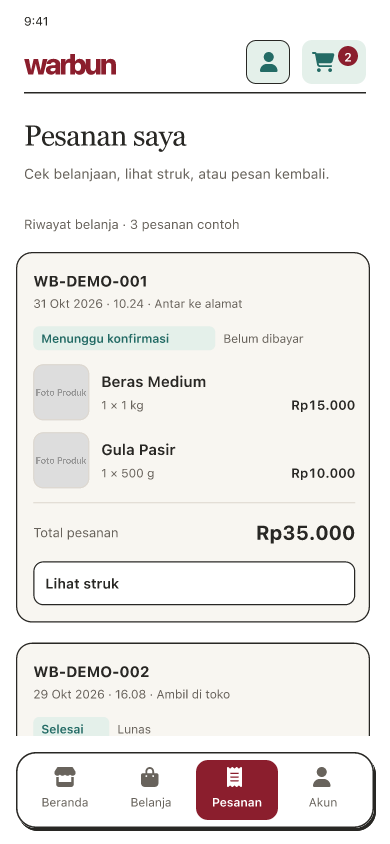 9:41
warbun
2
Pesanan saya
Cek belanjaan, lihat struk, atau pesan kembali.
Riwayat belanja · 3 pesanan contoh
WB-DEMO-001
31 Okt 2026 · 10.24 · Antar ke alamat
Menunggu konfirmasi Belum dibayar
Foto Produk
Beras Medium
1 × 1 kg Rp15.000
Foto Produk
Gula Pasir
1 × 500 g Rp10.000
Total pesanan Rp35.000
Lihat struk
WB-DEMO-002
29 Okt 2026 · 16.08 · Ambil di toko
Selesai Lunas
Beranda Belanja Pesanan Akun